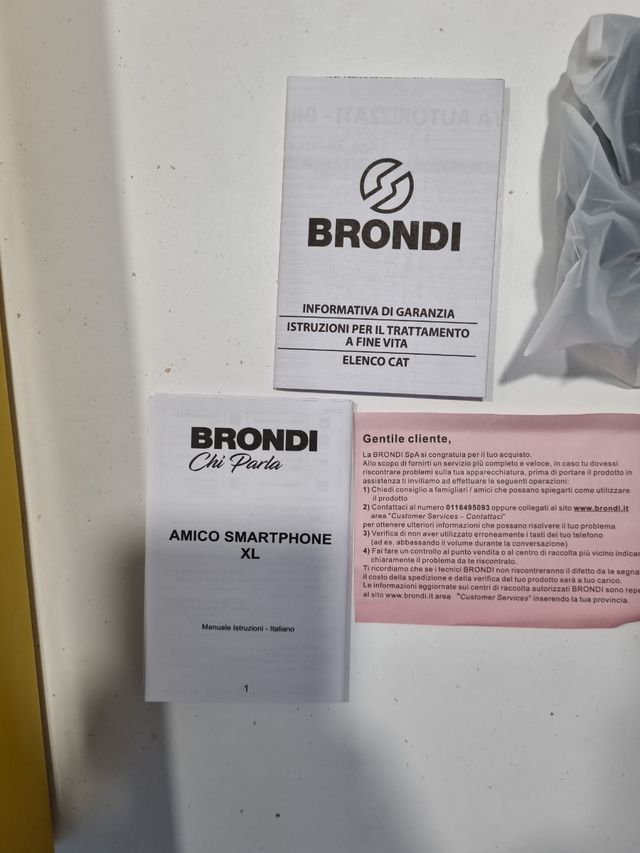 BRONDI
INFORMATIVA DI GARANZIA
ISTRUZIONI PER IL TRATTAMENTO
A FINE VITA
ELENCO CAT
BRONDI
Chi Parla
AMICO SMARTPHONE
XL
Manuale Istruzioni - Italiano
1
Gentile cliente,
La BRONDI SpA si congratula per il tuo acquisto.
Allo scopo di fornirti un servizio più completo e veloce, in caso tu dovessi
riscontrare problemi sulla tua apparecchiatura, prima di portare il prodotto in
assistenza ti invitiamo ad effettuare le seguenti operazioni:
1) Chiedi consiglio a famigliari / amici che possano spiegarti come utilizzare
il prodotto
2) Contattaci al numero 0116495093 oppure collegati al sito www.brondi.it
area "Customer Services – Contattaci"
per ottenere ulteriori informazioni che possano risolvere il tuo problema
3) Verifica di non aver utilizzato erroneamente i tasti del tuo telefono
(ad es. abbassando il volume durante la conversazione)
4) Fai fare un controllo al punto vendita o al centro di raccolta più vicino indican
chiaramente il problema da te riscontrato.
Ti ricordiamo che se i tecnici BRONDI non riscontreranno il difetto da te segnal
il costo della spedizione e della verifica del tuo prodotto sarà a tuo carico.
Le informazioni aggiornate sui centri di raccolta autorizzati BRONDI sono repe
al sito www.brondi.it area "Customer Services" inserendo la tua provincia.